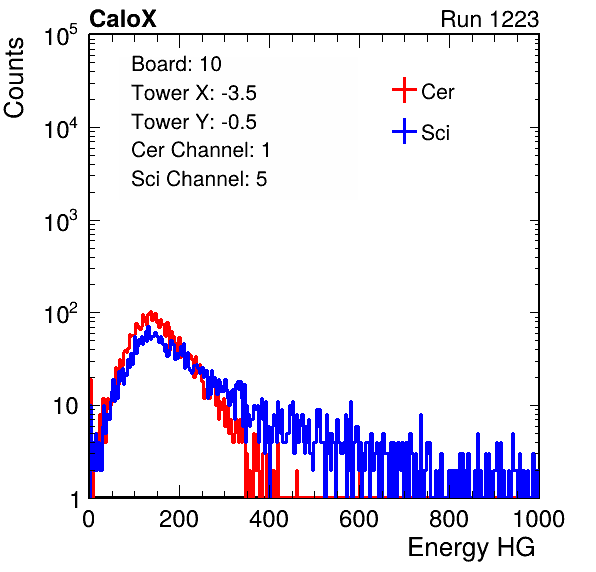 CaloX Run 1223
Counts
10^5
10^4
10^3
10^2
10
1
Board: 10
Tower X: -3.5
Tower Y: -0.5
Cer Channel: 1
Sci Channel: 5
Cer
Sci
0 200 400 600 800 1000
Energy HG